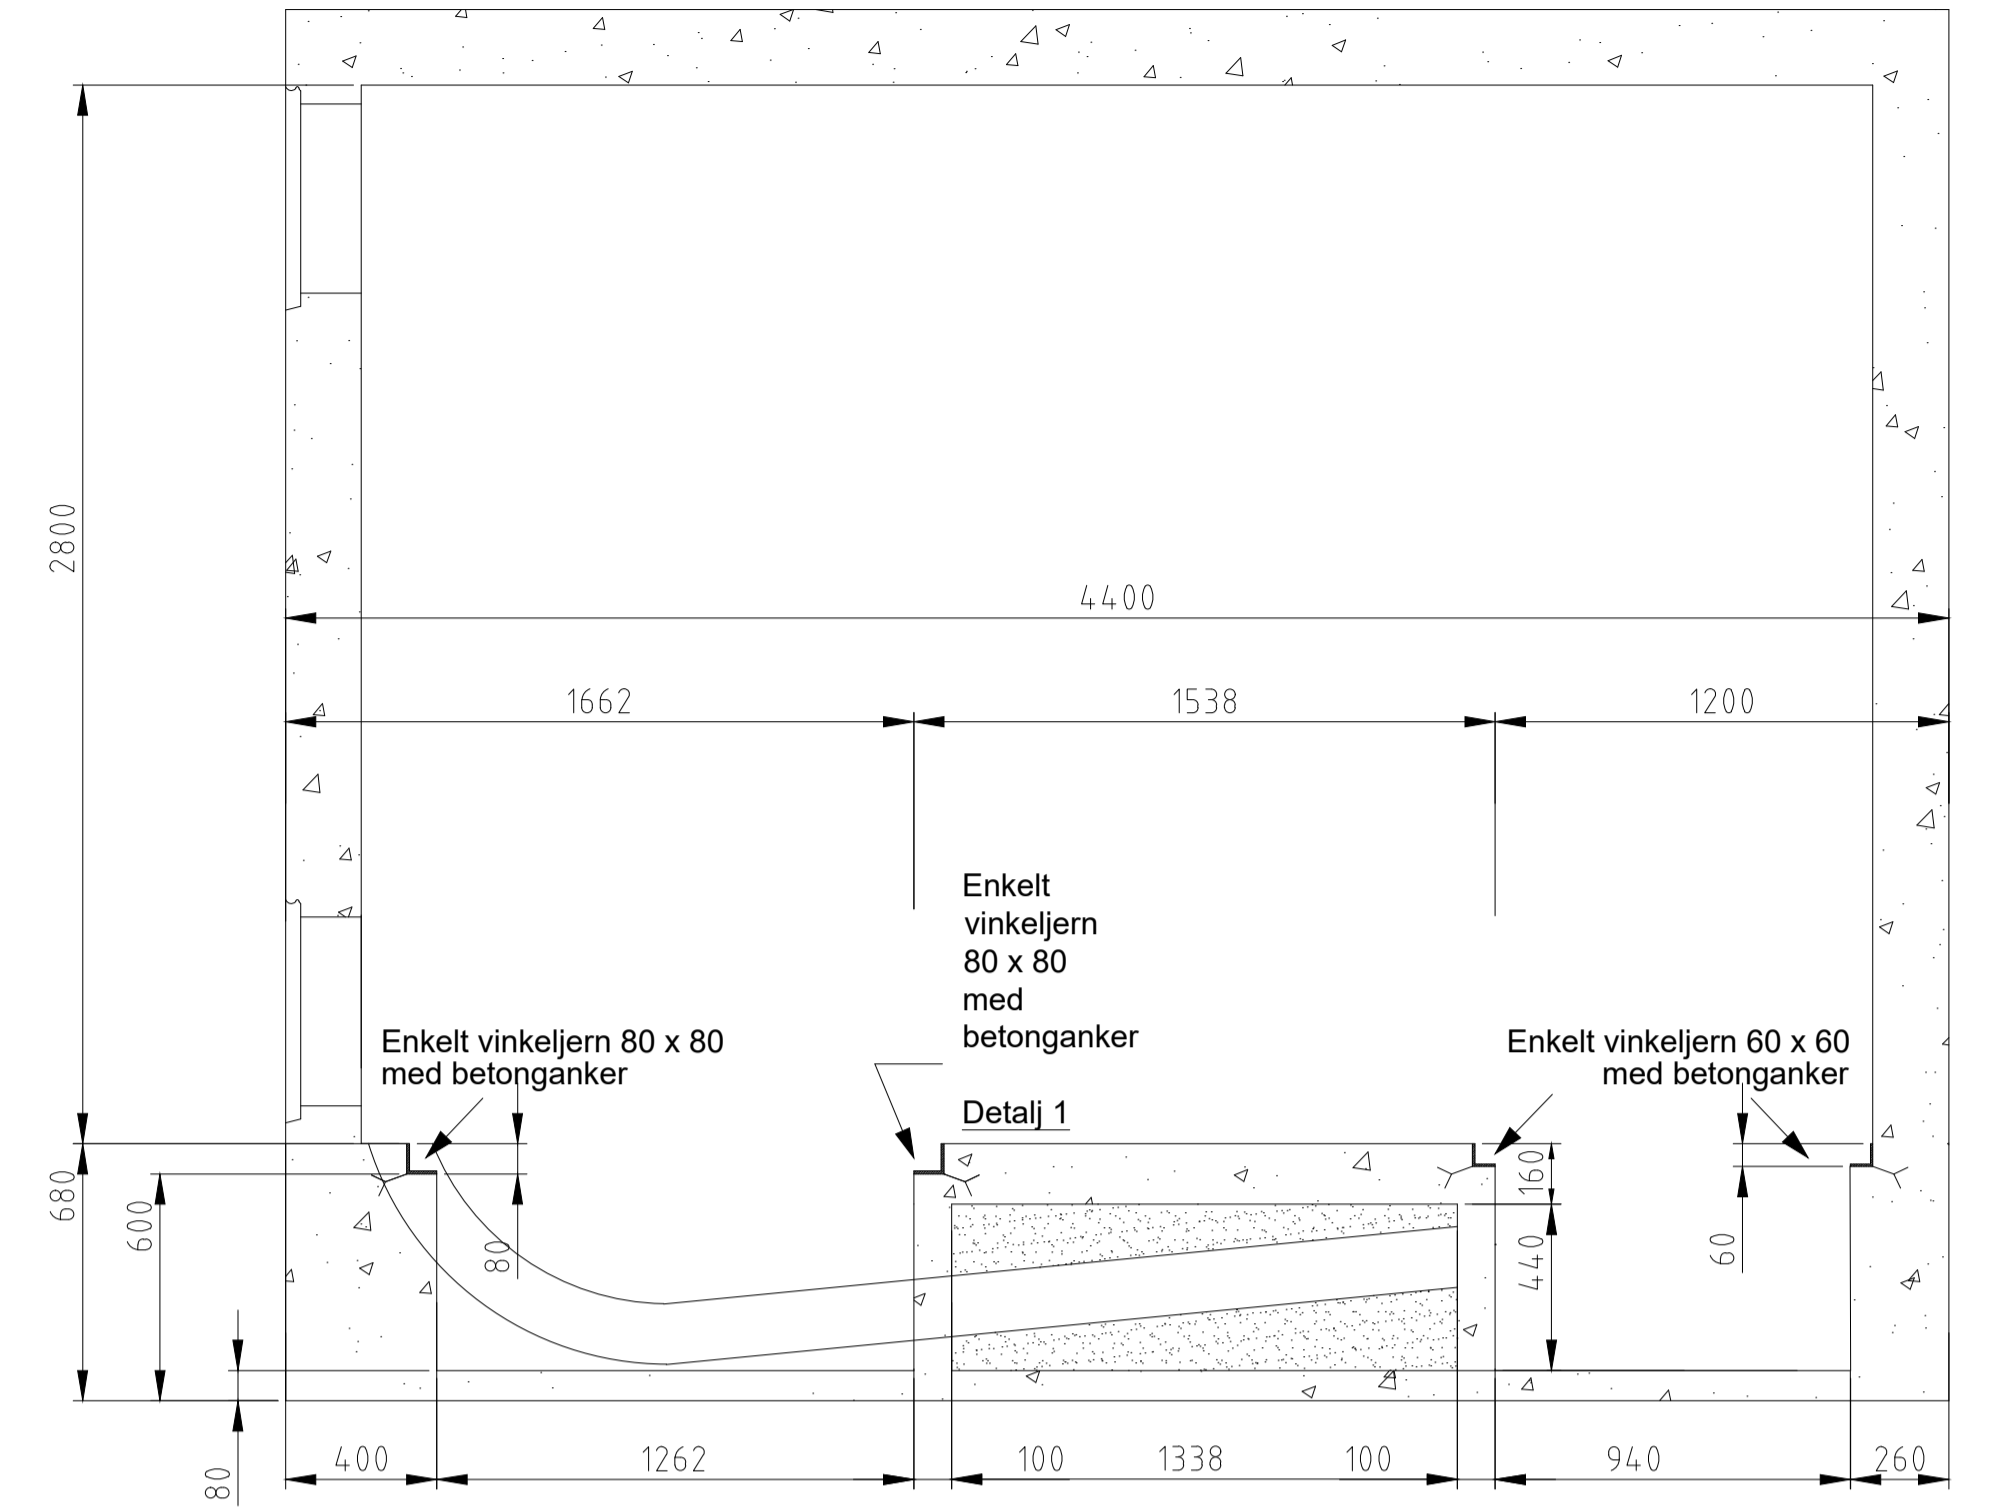 2800
4400
1662
1538
1200
Enkelt
vinkeljern
80 x 80
med
betonganker
Enkelt vinkeljern 80 x 80
med betonganker
Enkelt vinkeljern 60 x 60
med betonganker
Detalj 1
680
600
80
160
440
60
80
400
1262
100
1338
100
940
260